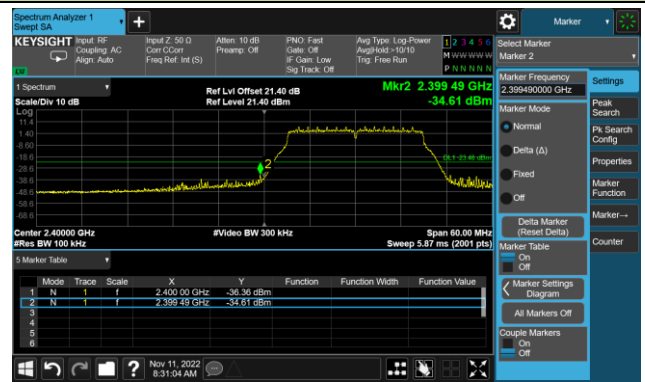 Spectrum Analyzer 1
Swept SA
KEYSIGHT
Input: RF
Coupling: AC
Align: Auto
Input Z: 50 Ω
Corr CCorr
Freq Ref: Int (S)
Atten: 10 dB
Preamp: Off
PNO: Fast
Gate: Off
IF Gain: Low
Sig Track: Off
Avg Type: Log-Power
Avg|Hold:>10/10
Trig: Free Run
1 2 3 4 5 6
M W W W W W
P N N N N N
1 Spectrum
Scale/Div 10 dB
Ref Lvl Offset 21.40 dB
Ref Level 21.40 dBm
Mkr2 2.399 49 GHz
-34.61 dBm
Log
11.4
1.40
-8.60
-18.6
-28.6
-38.6
-48.6
-58.6
-68.6
2
DL1 -23.48 dBm
Center 2.40000 GHz
#Video BW 300 kHz
Span 60.00 MHz
#Res BW 100 kHz
Sweep 5.87 ms (2001 pts)
5 Marker Table
Mode Trace Scale X Y Function Function Width Function Value
1 N 1 f 2.400 00 GHz -36.36 dBm
2 N 1 f 2.399 49 GHz -34.61 dBm
3
4
5
6
Nov 11, 2022
8:31:04 AM
Marker
Select Marker
Marker 2
Marker Frequency
2.399490000 GHz
Marker Mode
Normal
Delta (Δ)
Fixed
Off
Delta Marker
(Reset Delta)
Marker Table
On
Off
Marker Settings
Diagram
All Markers Off
Couple Markers
On
Off
Settings
Peak
Search
Pk Search
Config
Properties
Marker
Function
Marker→
Counter